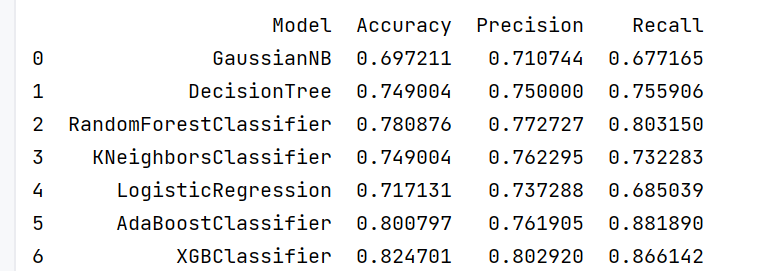 Model Accuracy Precision Recall
0 GaussianNB 0.697211 0.710744 0.677165
1 DecisionTree 0.749004 0.750000 0.755906
2 RandomForestClassifier 0.780876 0.772727 0.803150
3 KNeighborsClassifier 0.749004 0.762295 0.732283
4 LogisticRegression 0.717131 0.737288 0.685039
5 AdaBoostClassifier 0.800797 0.761905 0.881890
6 XGBClassifier 0.824701 0.802920 0.866142